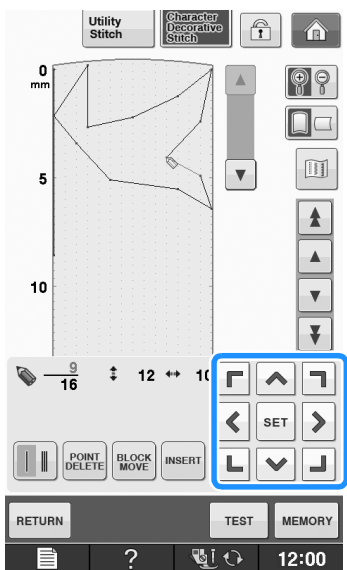 Utility
Stitch
Character
Decorative
Stitch
0
mm
5
10
9
16
12
10
SET
POINT
DELETE
BLOCK
MOVE
INSERT
RETURN
TEST
MEMORY
?
12:00